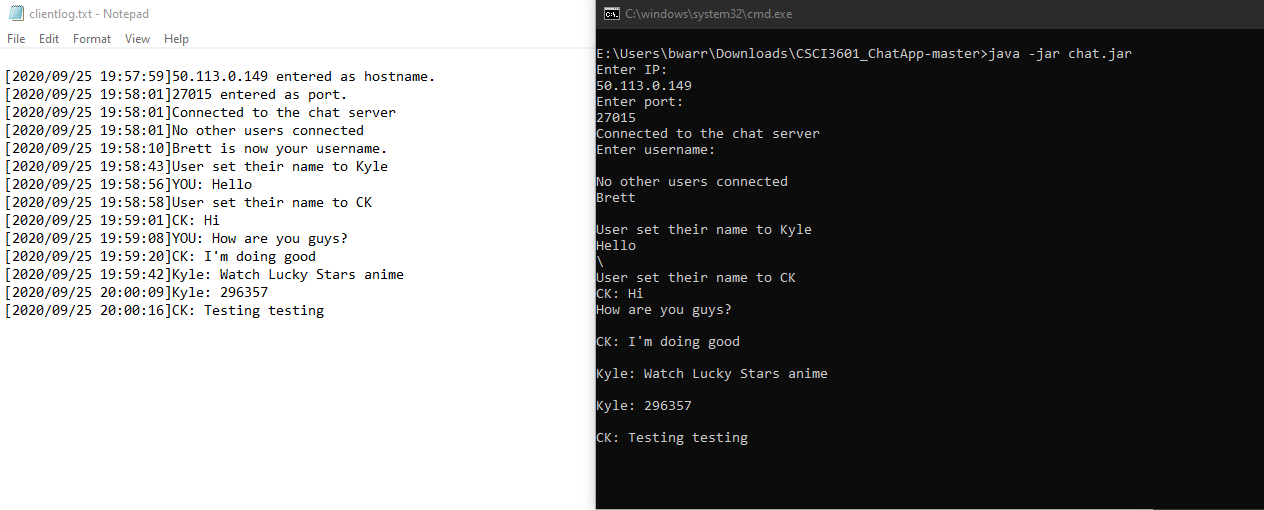 clientlog.txt - Notepad
File Edit Format View Help
[2020/09/25 19:57:59]50.113.0.149 entered as hostname.
[2020/09/25 19:58:01]27015 entered as port.
[2020/09/25 19:58:01]Connected to the chat server
[2020/09/25 19:58:01]No other users connected
[2020/09/25 19:58:10]Brett is now your username.
[2020/09/25 19:58:43]User set their name to Kyle
[2020/09/25 19:58:56]YOU: Hello
[2020/09/25 19:58:58]User set their name to CK
[2020/09/25 19:59:01]CK: Hi
[2020/09/25 19:59:08]YOU: How are you guys?
[2020/09/25 19:59:20]CK: I'm doing good
[2020/09/25 19:59:42]Kyle: Watch Lucky Stars anime
[2020/09/25 20:00:09]Kyle: 296357
[2020/09/25 20:00:16]CK: Testing testing
C:\windows\system32\cmd.exe
E:\Users\bwarr\Downloads\CSCI3601_ChatApp-master>java -jar chat.jar
Enter IP:
50.113.0.149
Enter port:
27015
Connected to the chat server
Enter username:
No other users connected
Brett
User set their name to Kyle
Hello
\
User set their name to CK
CK: Hi
How are you guys?
CK: I'm doing good
Kyle: Watch Lucky Stars anime
Kyle: 296357
CK: Testing testing